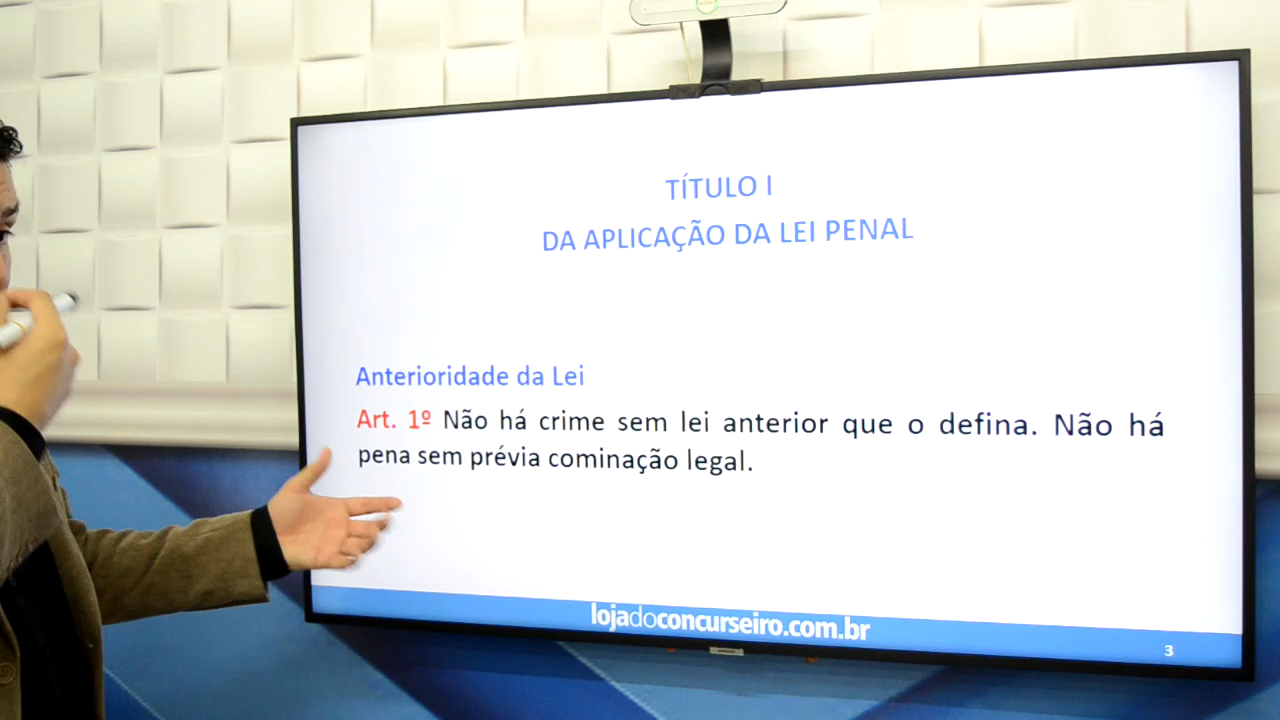 TÍTULO I
DA APLICAÇÃO DA LEI PENAL
Anterioridade da Lei
Art. 1º Não há crime sem lei anterior que o defina. Não há
pena sem prévia cominação legal.
lojadoconcurseiro.com.br
3